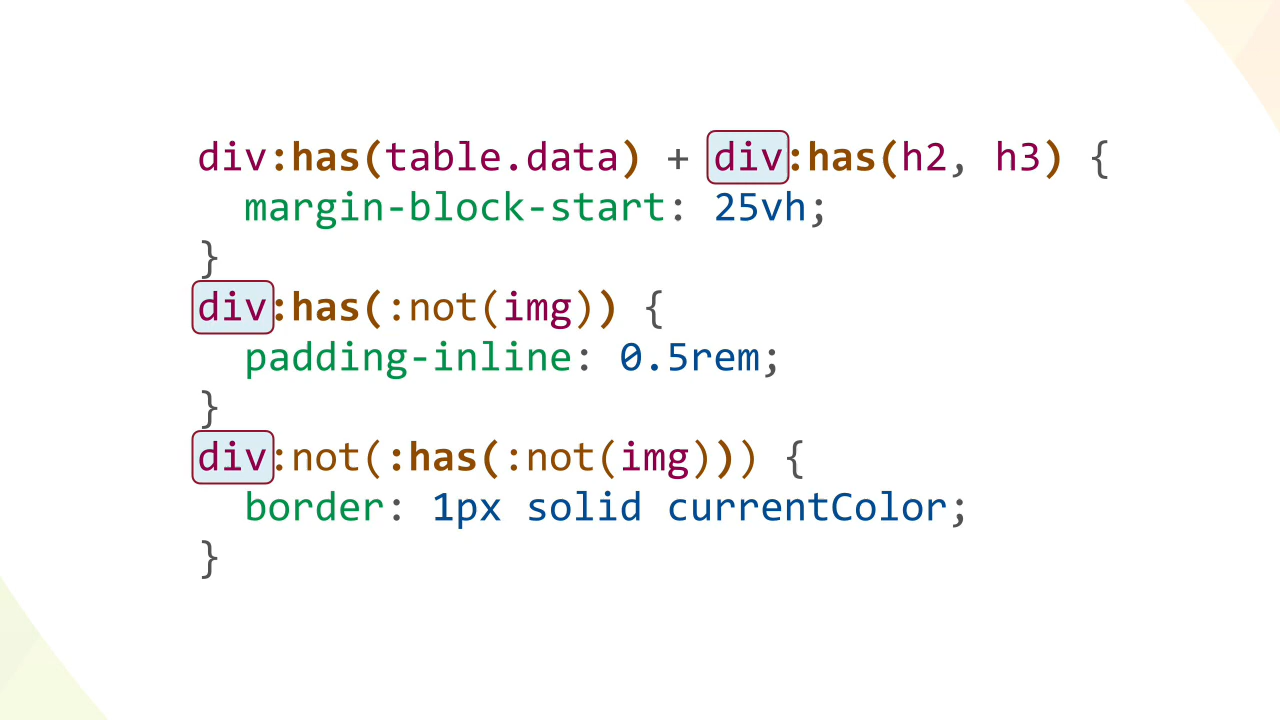 div:has(table.data) + div:has(h2, h3) {
  margin-block-start: 25vh;
}
div:has(:not(img)) {
  padding-inline: 0.5rem;
}
div:not(:has(:not(img))) {
  border: 1px solid currentColor;
}